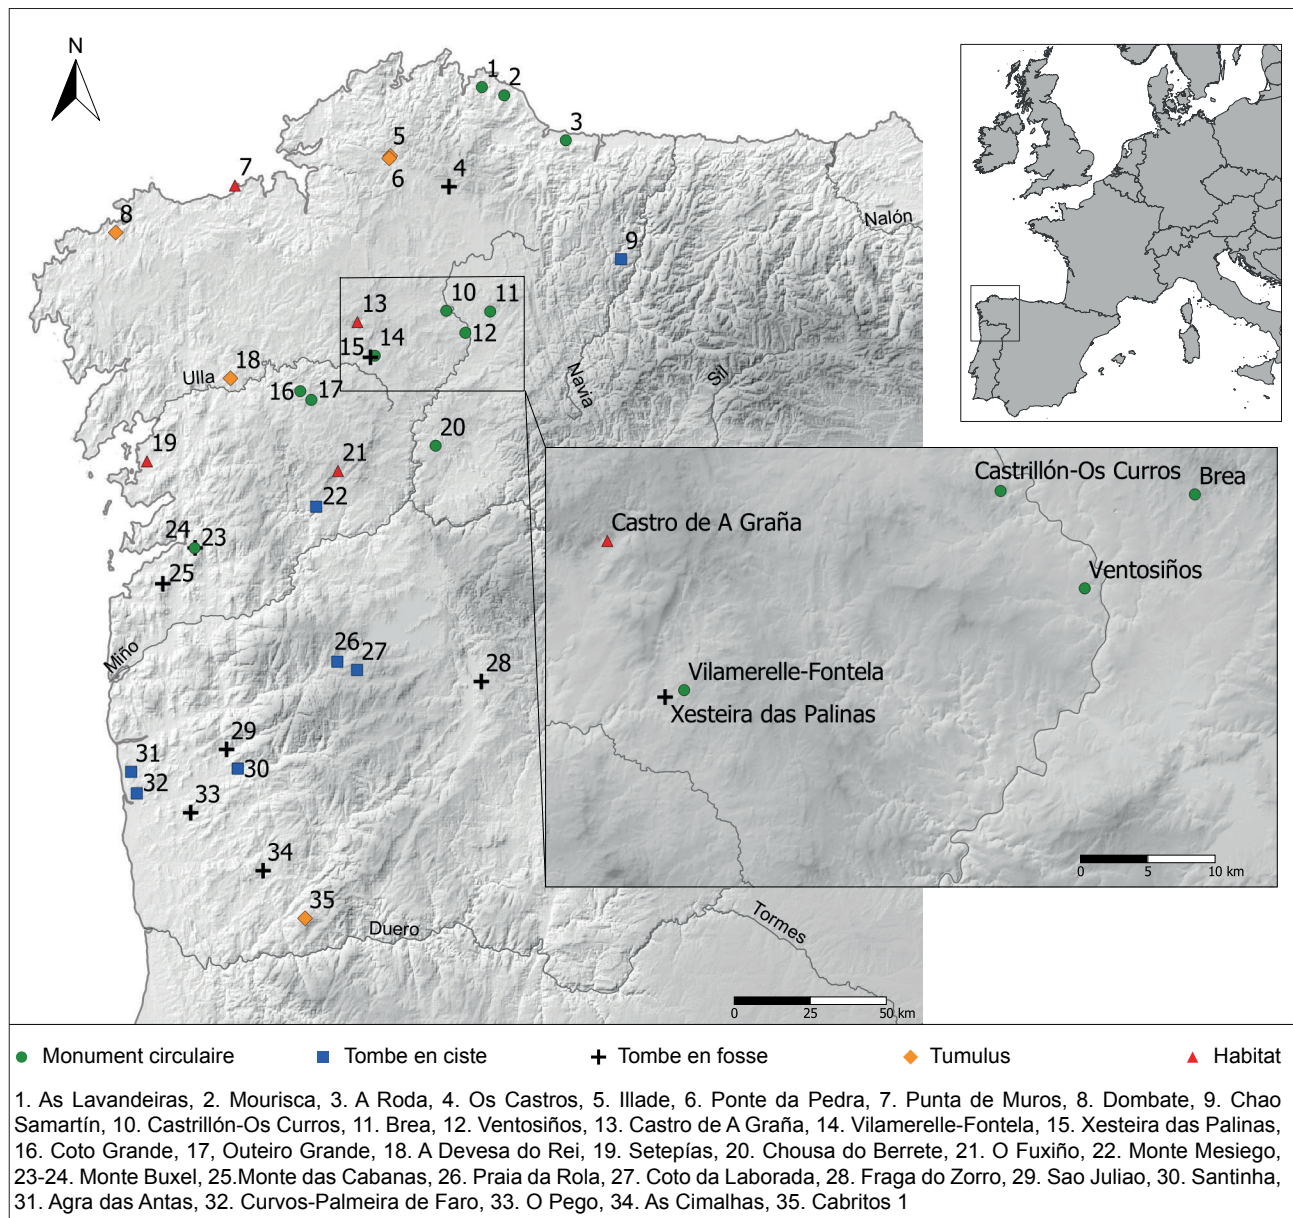 N
1
2
3
5
6
4
7
8
9
Nalón
10
11
12
13
14
15
18
Ulla
16
17
Navia
Sil
19
20
21
22
24
23
25
Miño
26
27
28
29
30
31
32
33
34
35
Duero
Tormes
0 25 50 km
Castrillón-Os Curros
Brea
Castro de A Graña
Ventosiños
Vilamerelle-Fontela
Xesteira das Palinas
0 5 10 km
Monument circulaire Tombe en ciste Tombe en fosse Tumulus Habitat
1. As Lavandeiras, 2. Mourisca, 3. A Roda, 4. Os Castros, 5. Illade, 6. Ponte da Pedra, 7. Punta de Muros, 8. Dombate, 9. Chao
Samartín, 10. Castrillón-Os Curros, 11. Brea, 12. Ventosiños, 13. Castro de A Graña, 14. Vilamerelle-Fontela, 15. Xesteira das Palinas,
16. Coto Grande, 17, Outeiro Grande, 18. A Devesa do Rei, 19. Setepías, 20. Chousa do Berrete, 21. O Fuxiño, 22. Monte Mesiego,
23-24. Monte Buxel, 25.Monte das Cabanas, 26. Praia da Rola, 27. Coto da Laborada, 28. Fraga do Zorro, 29. Sao Juliao, 30. Santinha,
31. Agra das Antas, 32. Curvos-Palmeira de Faro, 33. O Pego, 34. As Cimalhas, 35. Cabritos 1